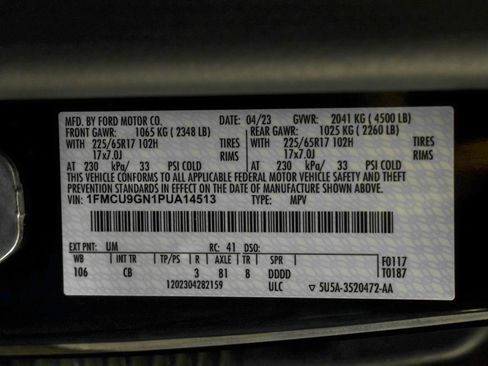 MFD. BY FORD MOTOR CO. DATE: 04/23 GVWR: 2041 KG ( 4500 LB)
FRONT GAWR: 1065 KG ( 2348 LB) REAR GAWR: 1025 KG ( 2260 LB)
WITH 225/65R17 102H TIRES WITH 225/65R17 102H TIRES
17x7.0J RIMS 17x7.0J RIMS
AT 230 kPa/ 33 PSI COLD AT 230 kPa/ 33 PSI COLD
THIS VEHICLE CONFORMS TO ALL APPLICABLE FEDERAL MOTOR VEHICLE SAFETY AND
THEFT PREVENTION STANDARDS IN EFFECT ON THE DATE OF MANUFACTURE SHOWN ABOVE.
VIN: 1FMCU9GN1PUA14513 TYPE: MPV
EXT PNT: UM RC: 41 DSO:
WB INT TR TP/PS R AXLE TR SPR F0117
106 CB 3 81 8 DDDD T0187
1202304282159 ULC ▽ 5U5A-3520472-AA